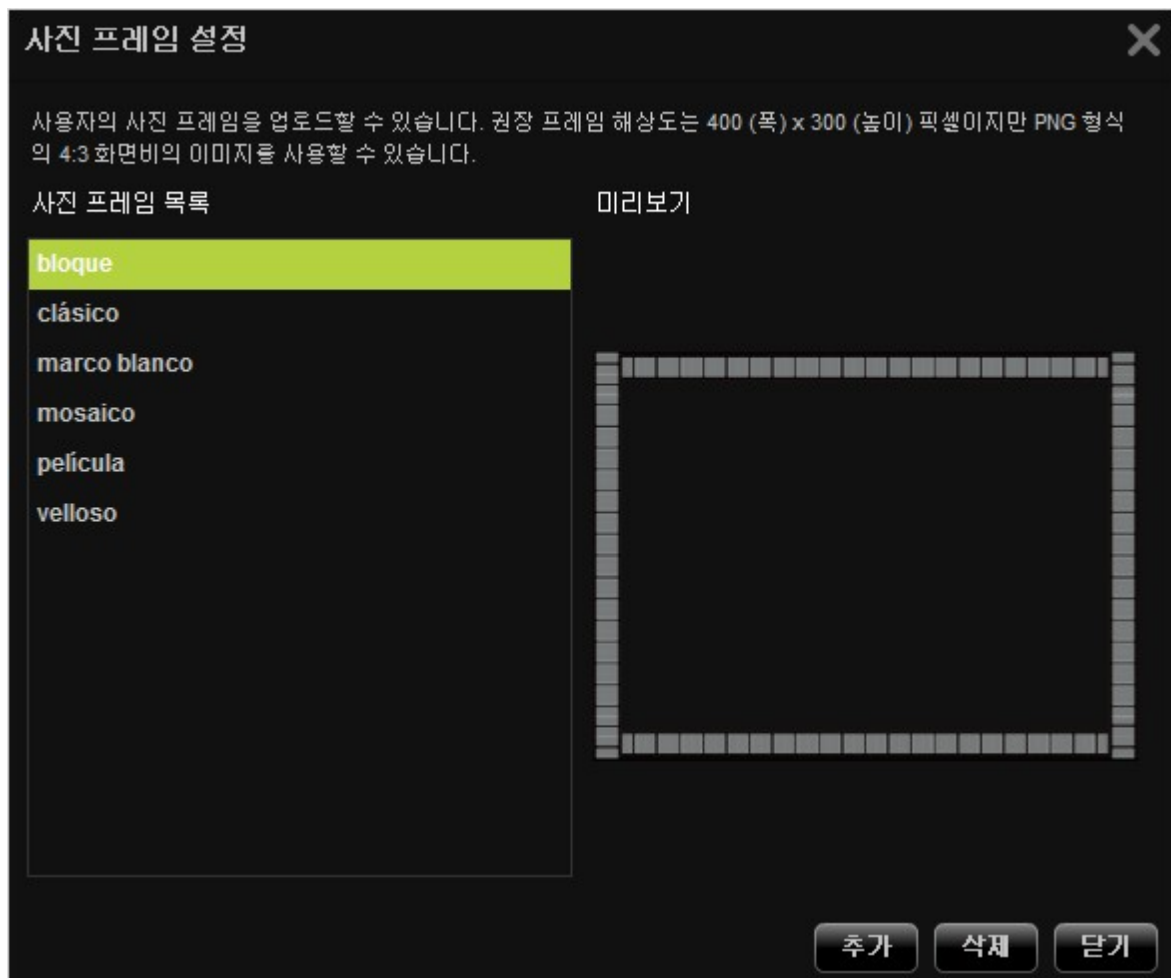 사진 프레임 설정
사용자의 사진 프레임을 업로드할 수 있습니다. 권장 프레임 해상도는 400 (폭) x 300 (높이) 픽셀이지만 PNG 형식
의 4:3 화면비의 이미지를 사용할 수 있습니다.
사진 프레임 목록
미리보기
bloque
clásico
marco blanco
mosaico
película
velloso
추가
삭제
닫기